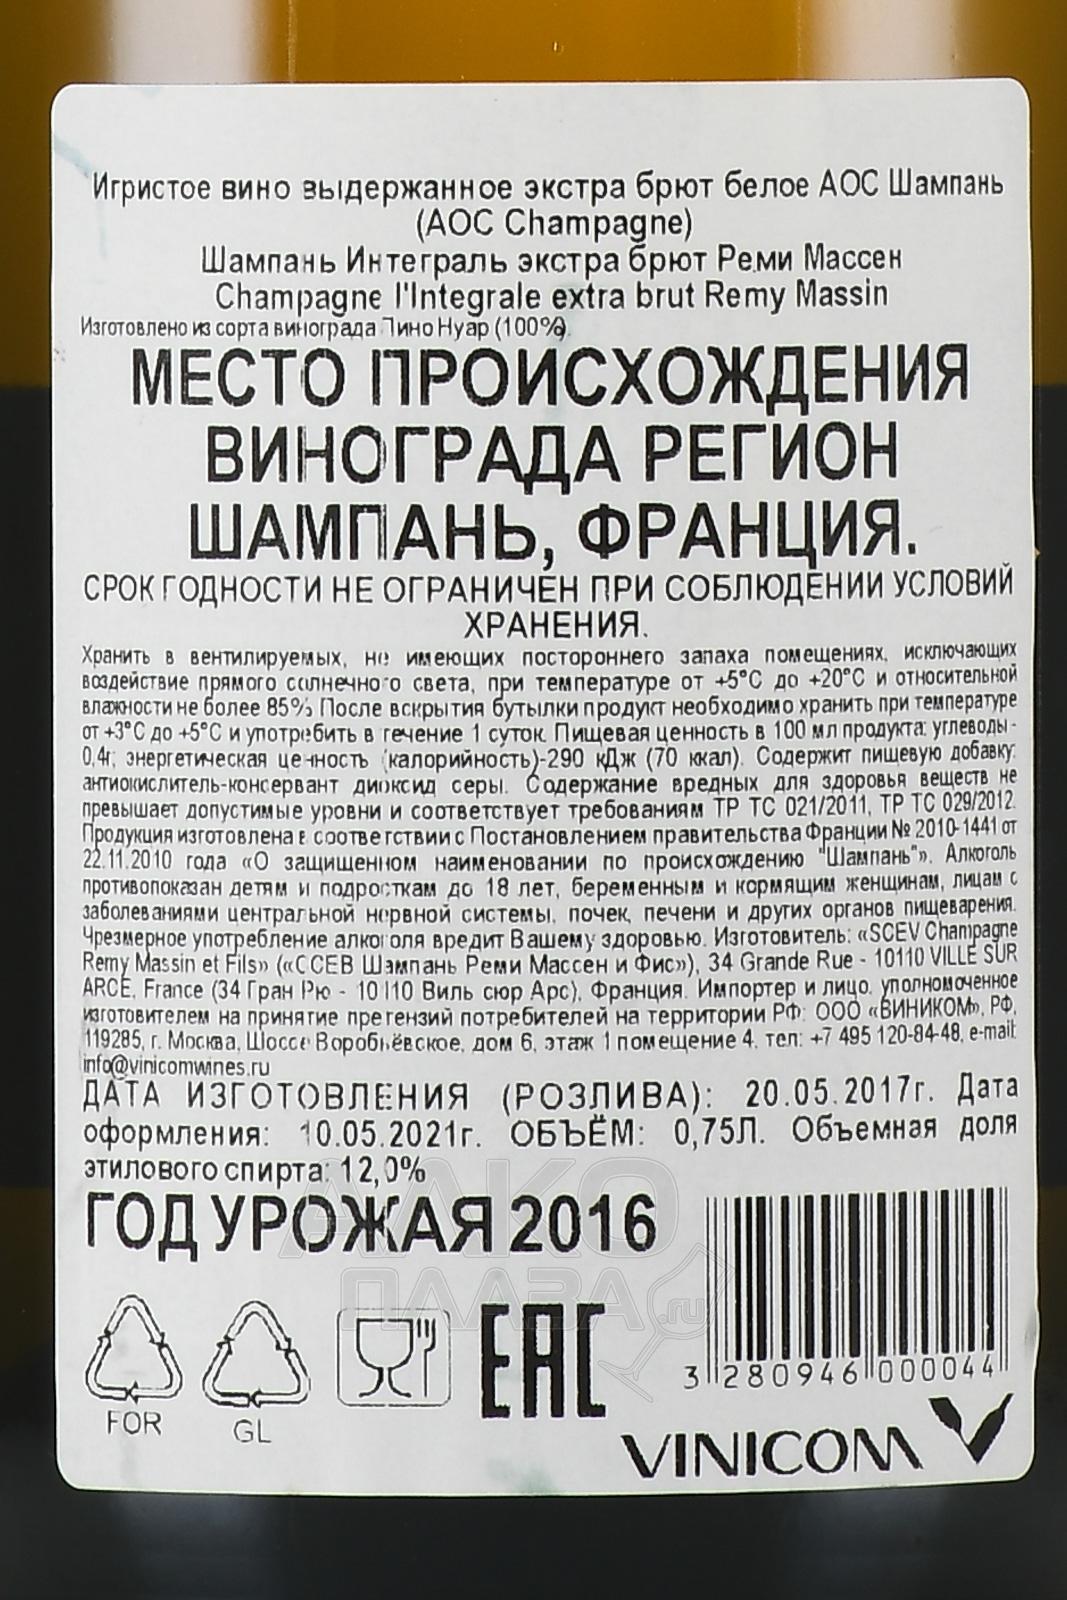 Игристое вино выдержанное экстра брют белое АОС Шампань
(AOC Champagne)
Шампань Интеграль экстра брют Реми Массен
Champagne l'Integrale extra brut Remy Massin
Изготовлено из сорта винограда Пино Нуар (100%).
МЕСТО ПРОИСХОЖДЕНИЯ
ВИНОГРАДА РЕГИОН
ШАМПАНЬ, ФРАНЦИЯ.
СРОК ГОДНОСТИ НЕ ОГРАНИЧЕН ПРИ СОБЛЮДЕНИИ УСЛОВИЙ
ХРАНЕНИЯ.
Хранить в вентилируемых, не имеющих постороннего запаха помещениях, исключающих
воздействие прямого солнечного света, при температуре от +5°С до +20°С и относительной
влажности не более 85%. После вскрытия бутылки продукт необходимо хранить при температуре
от +3°С до +5°С и употребить в течение 1 суток. Пищевая ценность в 100 мл продукта: углеводы -
0,4г; энергетическая ценность (калорийность)-290 кДж (70 ккал). Содержит пищевую добавку:
антиокислитель-консервант диоксид серы. Содержание вредных для здоровья веществ не
превышает допустимые уровни и соответствует требованиям ТР ТС 021/2011, ТР ТС 029/2012.
Продукция изготовлена в соответствии с Постановлением правительства Франции № 2010-1441 от
22.11.2010 года «О защищенном наименовании по происхождению "Шампань"». Алкоголь
противопоказан детям и подросткам до 18 лет, беременным и кормящим женщинам, лицам с
заболеваниями центральной нервной системы, почек, печени и других органов пищеварения.
Чрезмерное употребление алкоголя вредит Вашему здоровью. Изготовитель: «SCEV Champagne
Remy Massin et Fils» («ССЕВ Шампань Реми Массен и Фис»), 34 Grande Rue - 10110 VILLE SUR
ARCE, France (34 Гран Рю - 10110 Виль сюр Арс), Франция. Импортер и лицо, уполномоченное
изготовителем на принятие претензий потребителей на территории РФ: ООО «ВИНИКОМ», РФ,
119285, г. Москва, Шоссе Воробьёвское, дом 6, этаж 1 помещение 4, тел: +7 495 120-84-48, e-mail:
info@vinicomwines.ru
ДАТА ИЗГОТОВЛЕНИЯ (РОЗЛИВА): 20.05.2017г. Дата
оформления: 10.05.2021г. ОБЪЁМ: 0,75Л. Объемная доля
этилового спирта: 12,0%
ГОД УРОЖАЯ 2016
АЛКО
ПЛАЗА.ru
FOR
GL
EAC
3 280946 000044
VINICOM